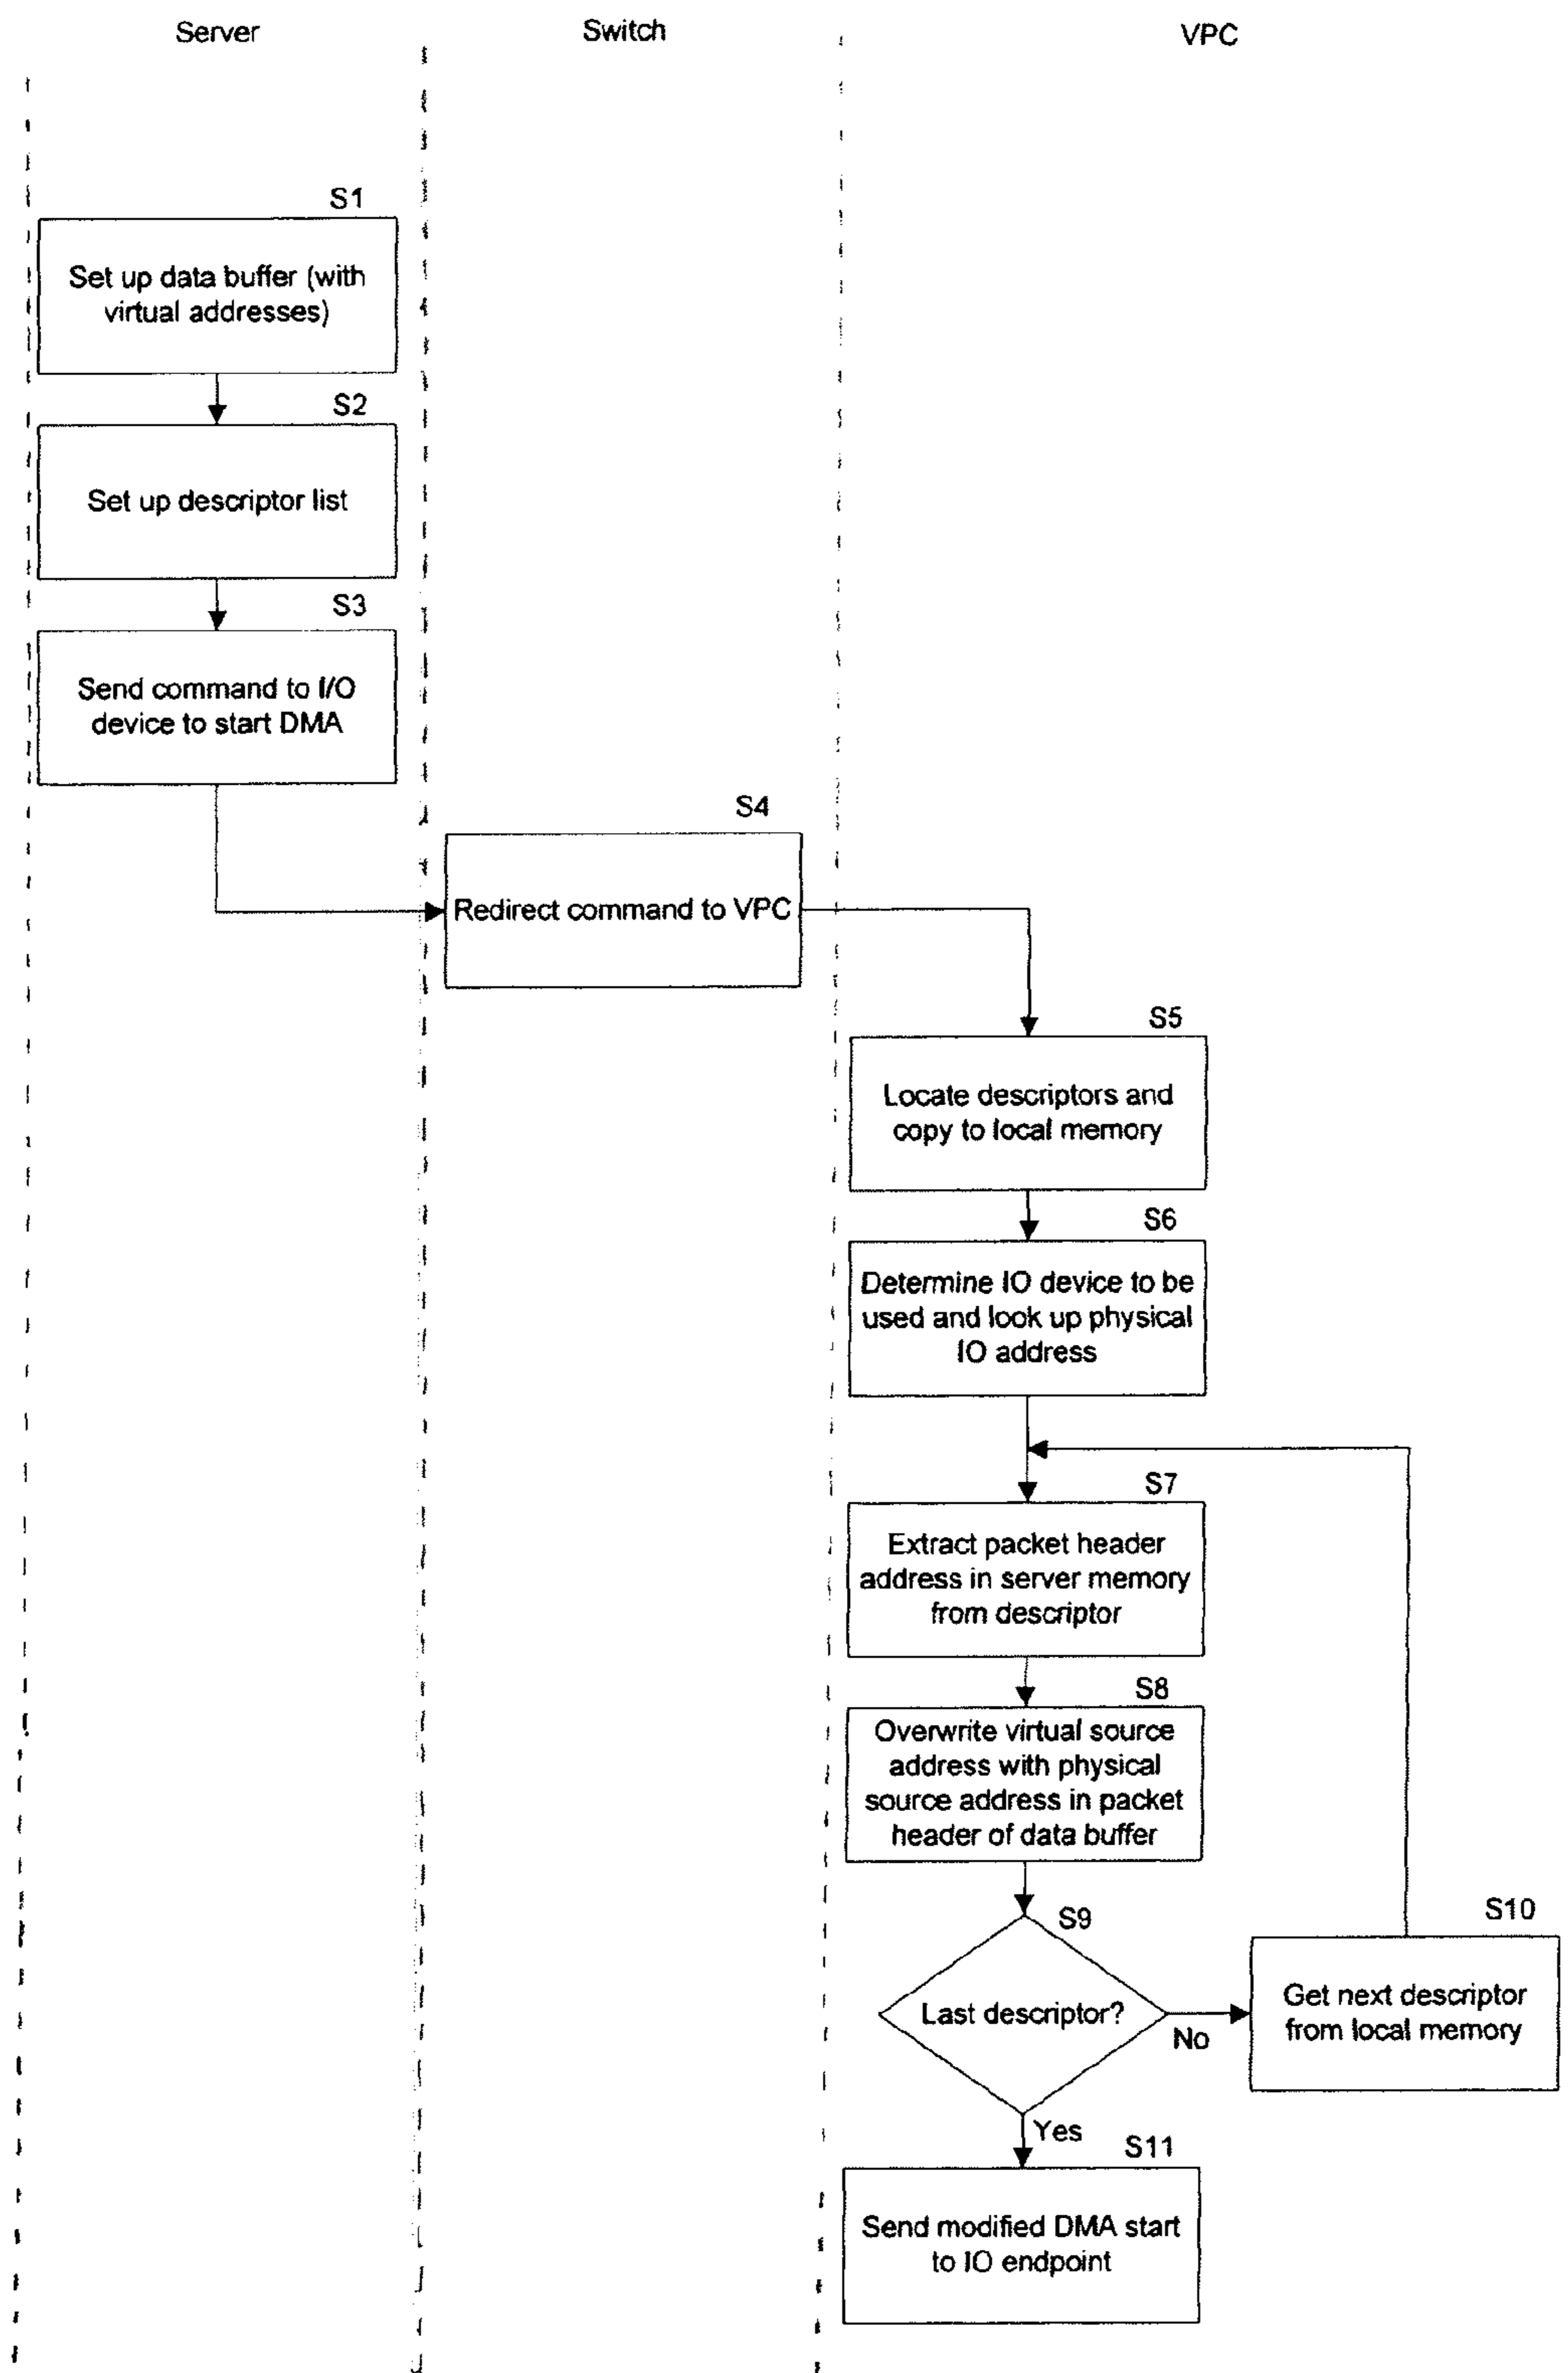 Server
Switch
VPC
S1
Set up data buffer (with
virtual addresses)
S2
Set up descriptor list
S3
Send command to I/O
device to start DMA
S4
Redirect command to VPC
S5
Locate descriptors and
copy to local memory
S6
Determine IO device to be
used and look up physical
IO address
S7
Extract packet header
address in server memory
from descriptor
S8
Overwrite virtual source
address with physical
source address in packet
header of data buffer
S9
Last descriptor?
No
S10
Get next descriptor
from local memory
Yes
S11
Send modified DMA start
to IO endpoint